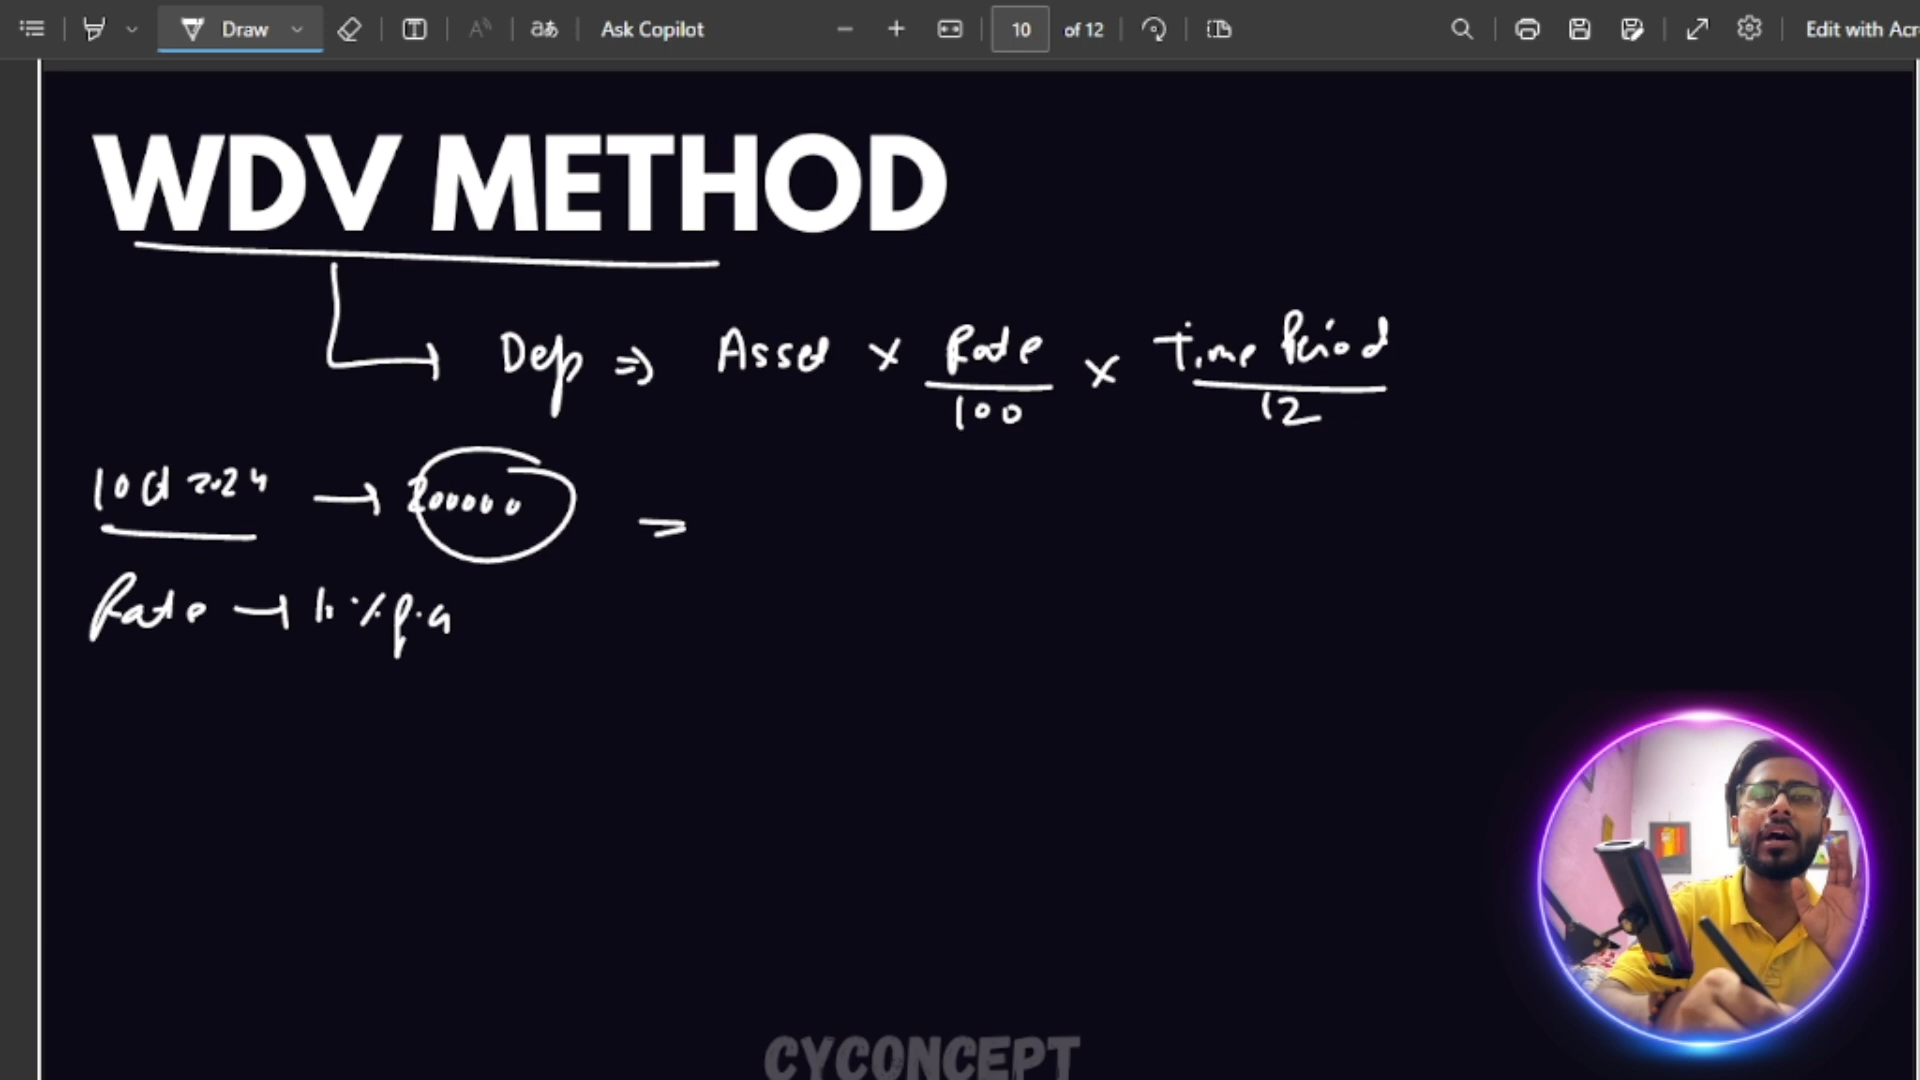 Draw Ask Copilot 10 of 12 Edit with Acr
WDV METHOD
Dep ⇒ Asset × Rate/100 × Time Period/12
1 Oct 2024 → 200000 =
Rate → 10 % p.a
CYCONCEPT